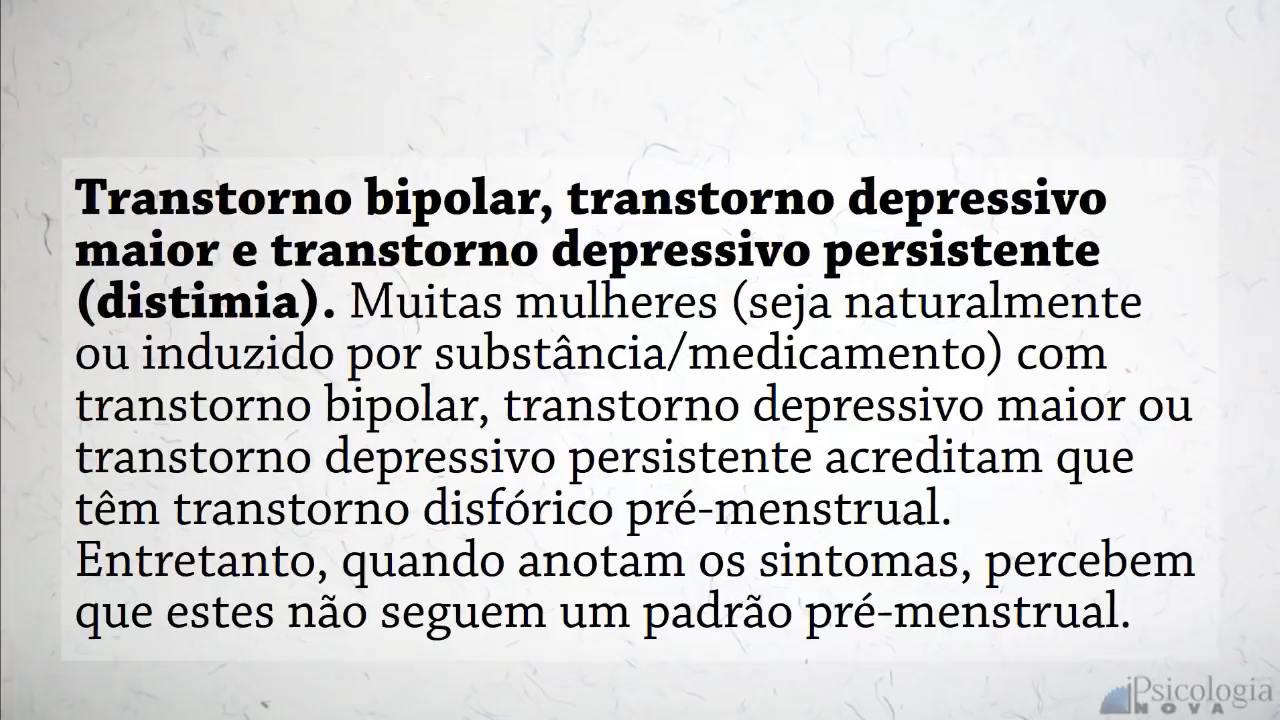 Transtorno bipolar, transtorno depressivo
maior e transtorno depressivo persistente
(distimia). Muitas mulheres (seja naturalmente
ou induzido por substância/medicamento) com
transtorno bipolar, transtorno depressivo maior ou
transtorno depressivo persistente acreditam que
têm transtorno disfórico pré-menstrual.
Entretanto, quando anotam os sintomas, percebem
que estes não seguem um padrão pré-menstrual.
Psicologia
NOVA